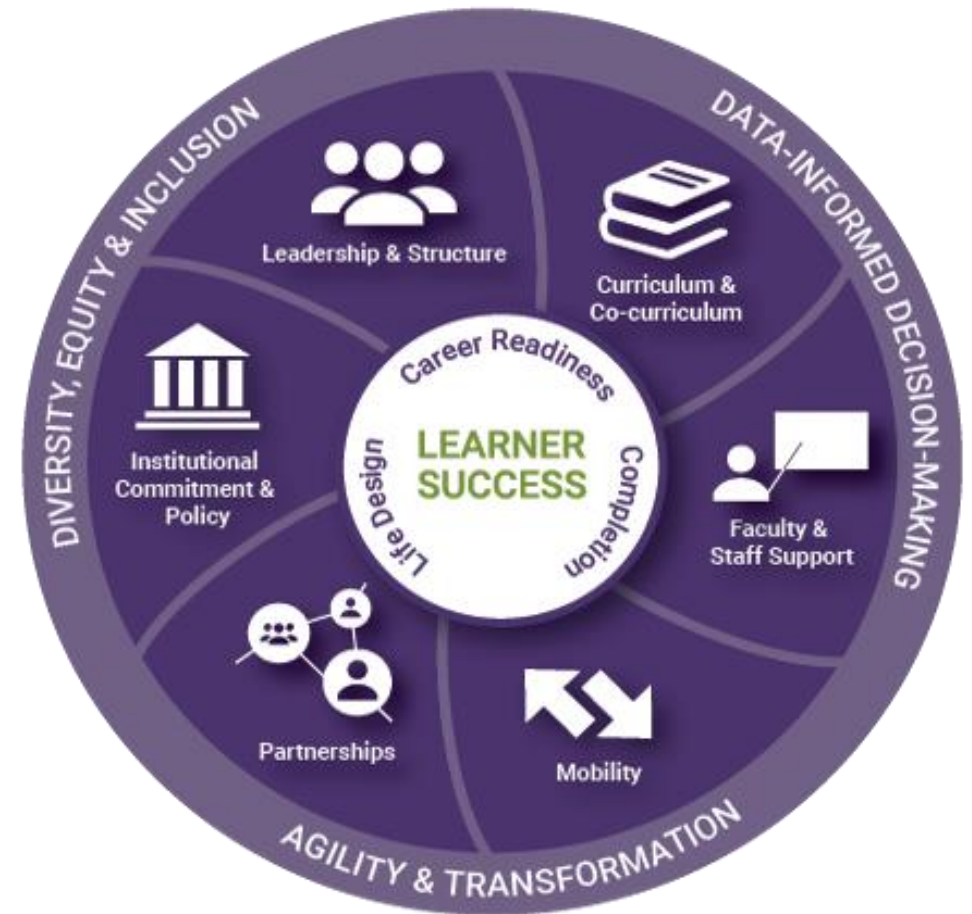 DIVERSITY, EQUITY & INCLUSION
DATA-INFORMED DECISION-MAKING
AGILITY & TRANSFORMATION
Leadership & Structure
Curriculum &
Co-curriculum
Faculty &
Staff Support
Mobility
Partnerships
Institutional
Commitment &
Policy
Career Readiness
Completion
Life Design
LEARNER
SUCCESS